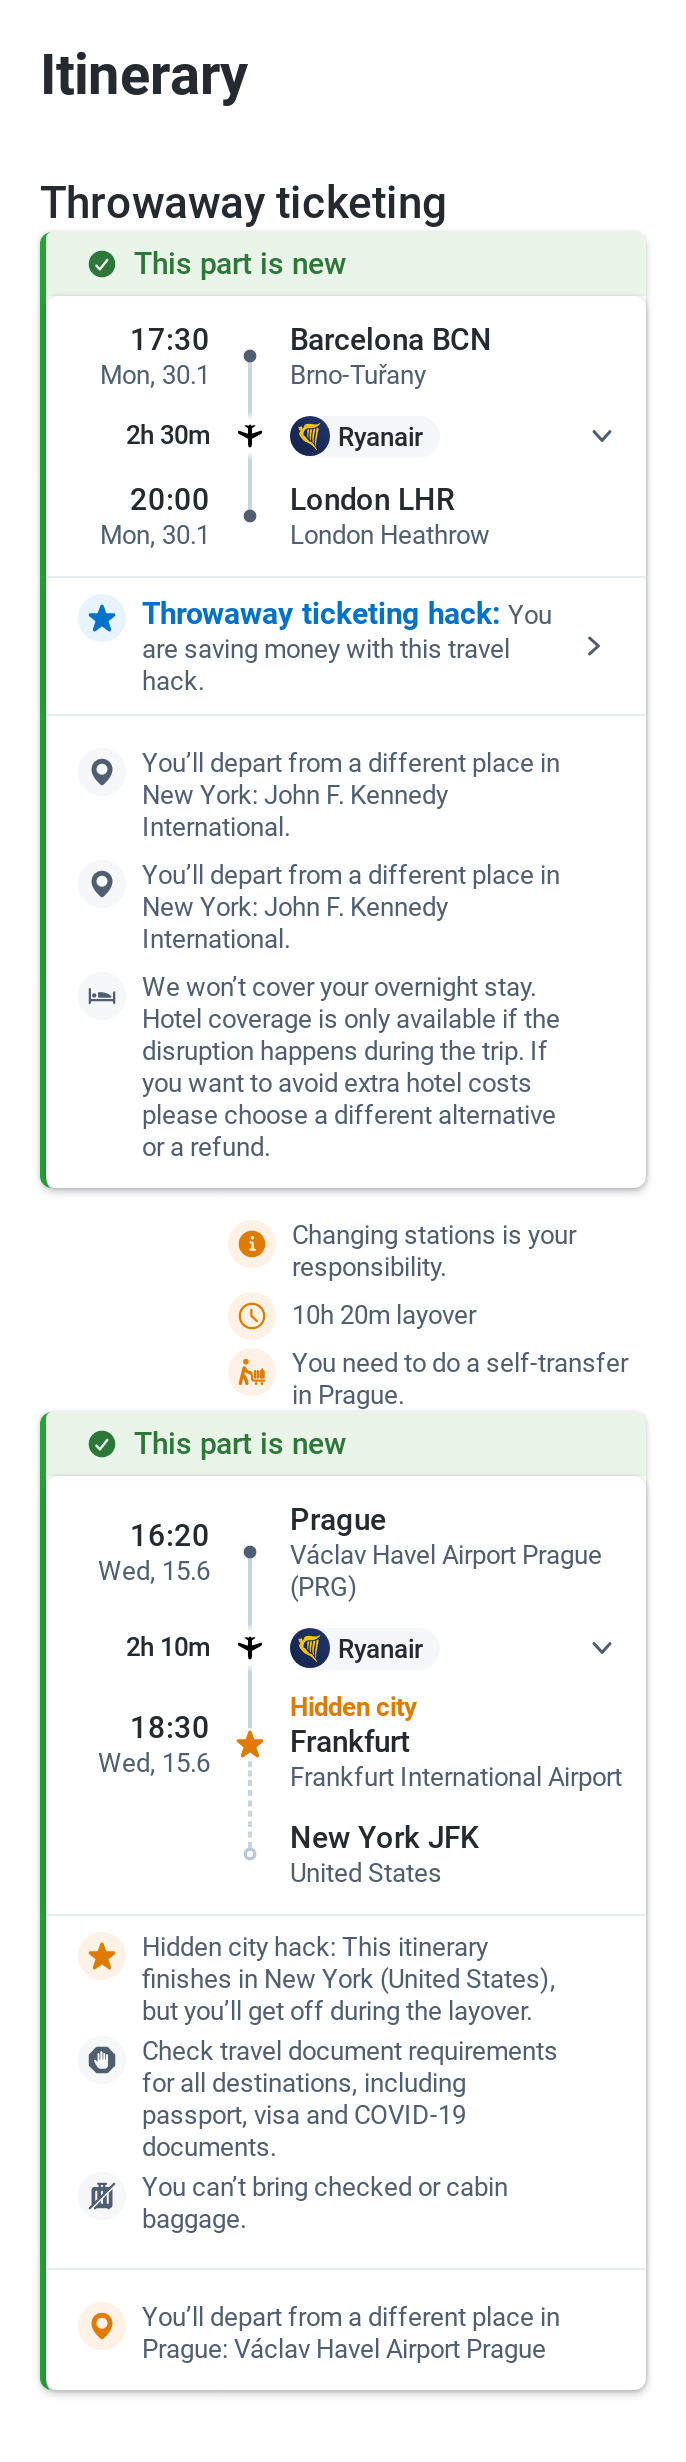 Itinerary
Throwaway ticketing
This part is new
17:30
Barcelona BCN
Mon, 30.1
Brno-Tuřany
2h 30m
Ryanair
20:00
London LHR
Mon, 30.1
London Heathrow
Throwaway ticketing hack: You
are saving money with this travel
hack.
You’ll depart from a different place in
New York: John F. Kennedy
International.
You’ll depart from a different place in
New York: John F. Kennedy
International.
We won’t cover your overnight stay.
Hotel coverage is only available if the
disruption happens during the trip. If
you want to avoid extra hotel costs
please choose a different alternative
or a refund.
Changing stations is your
responsibility.
10h 20m layover
You need to do a self-transfer
in Prague.
This part is new
16:20
Prague
Wed, 15.6
Václav Havel Airport Prague
(PRG)
2h 10m
Ryanair
Hidden city
18:30
Frankfurt
Wed, 15.6
Frankfurt International Airport
New York JFK
United States
Hidden city hack: This itinerary
finishes in New York (United States),
but you’ll get off during the layover.
Check travel document requirements
for all destinations, including
passport, visa and COVID-19
documents.
You can’t bring checked or cabin
baggage.
You’ll depart from a different place in
Prague: Václav Havel Airport Prague